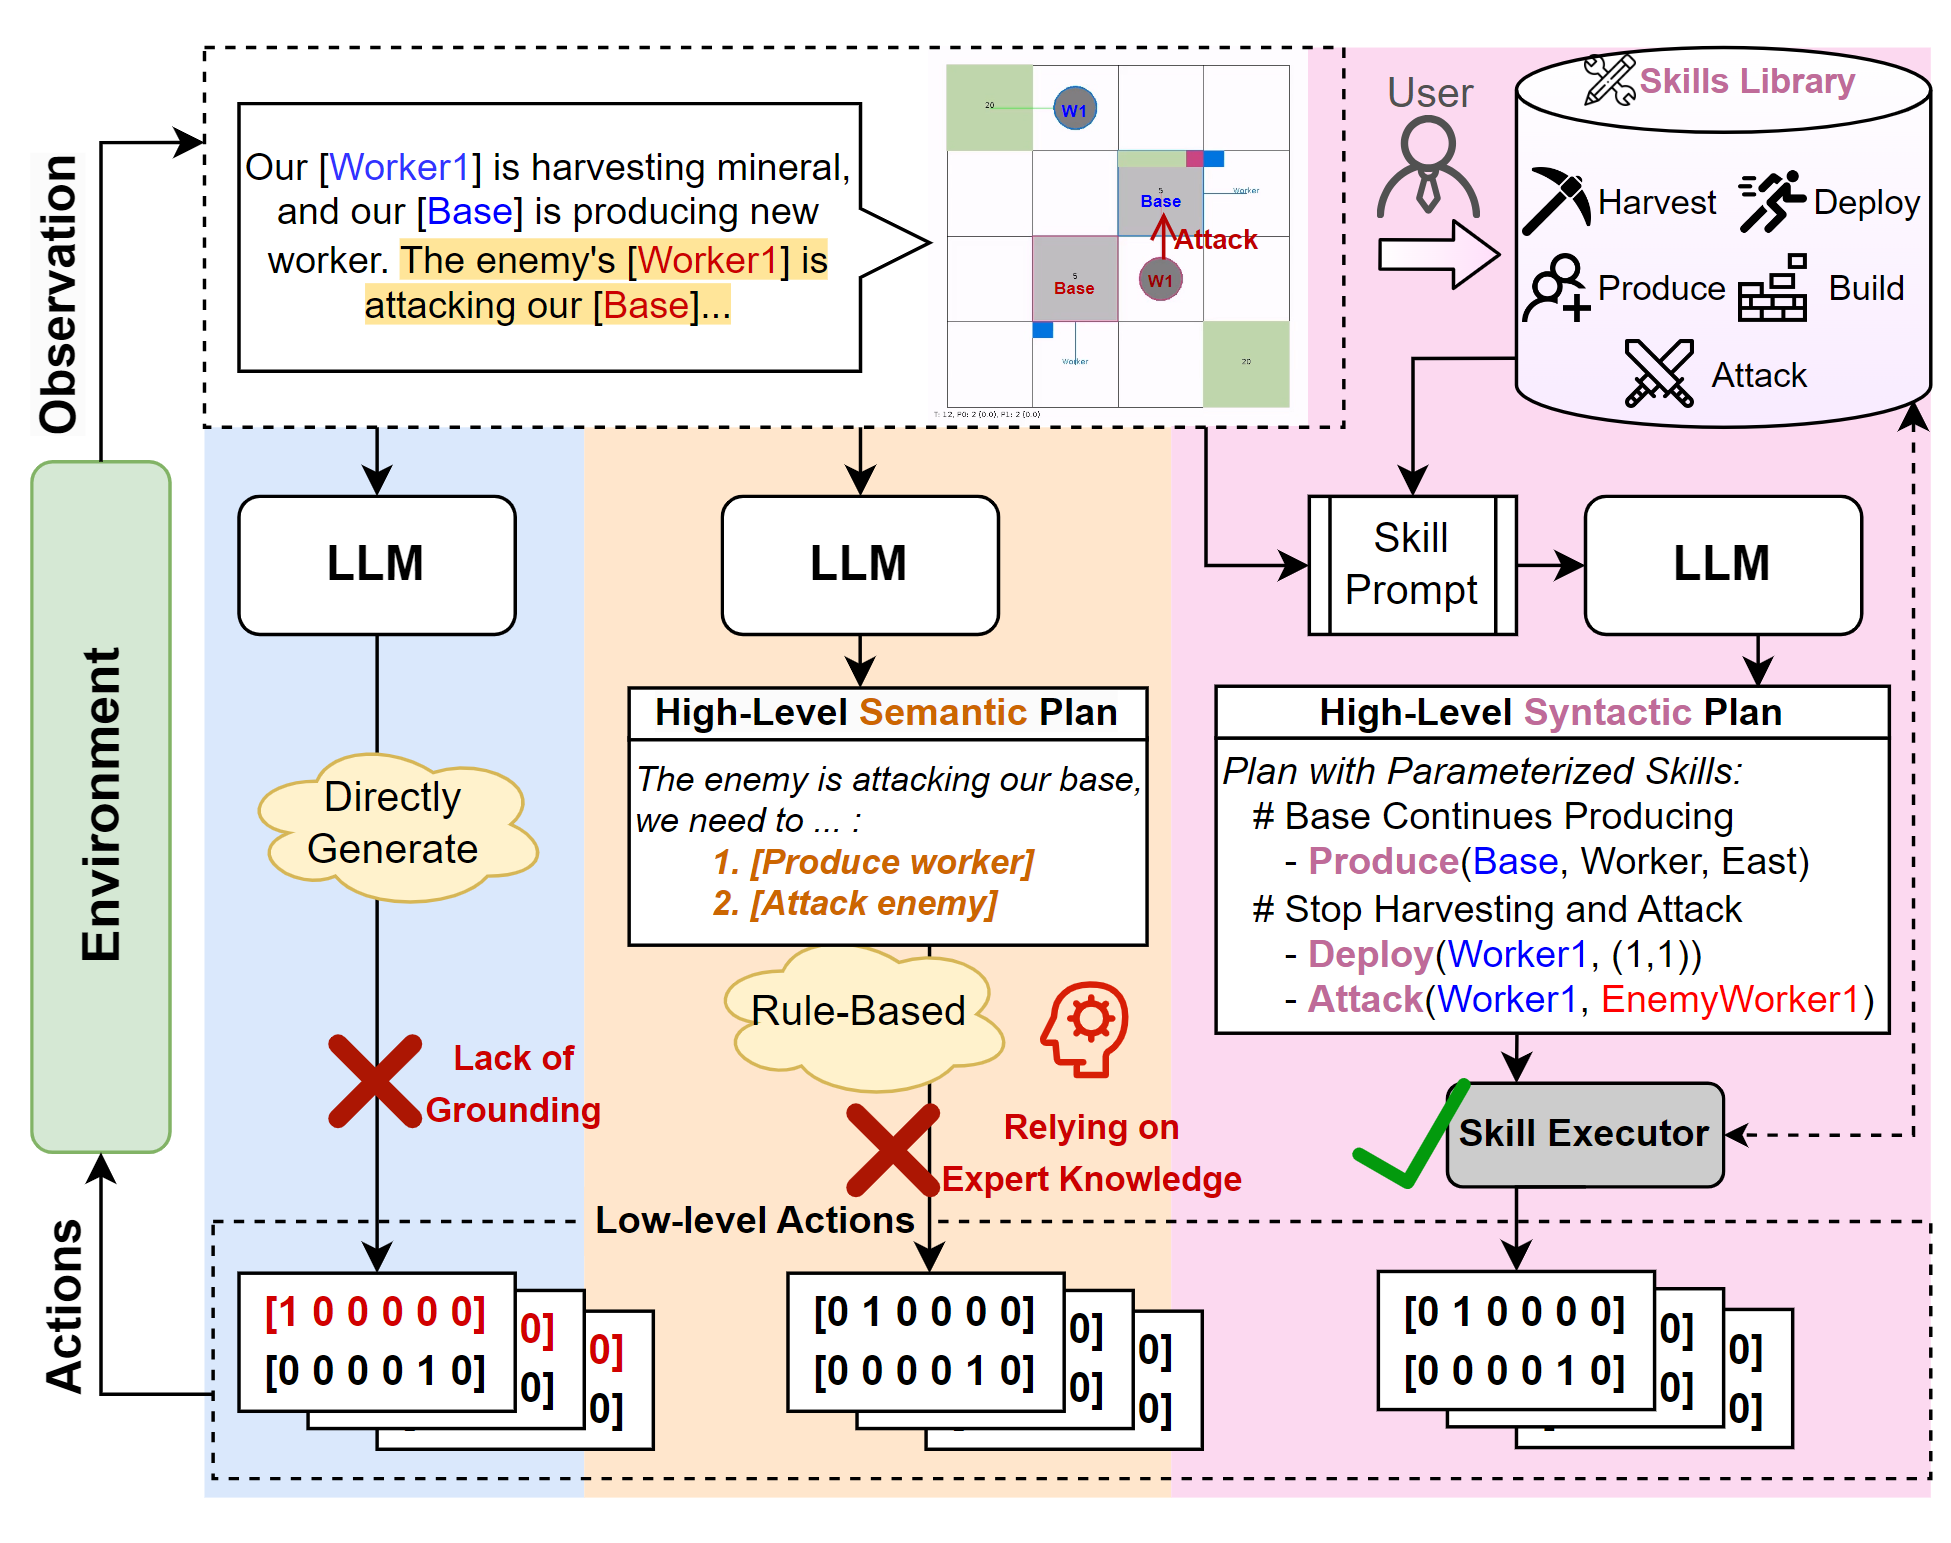 Observation
Environment
Actions
Our [Worker1] is harvesting mineral,
and our [Base] is producing new
worker. The enemy's [Worker1] is
attacking our [Base]...
20
W1
5
Base
Worker
Attack
5
Base
W1
Worker
20
T: 12, P0: 2 (0.0), P1: 2 (0.0)
User
Skills Library
Harvest
Deploy
Produce
Build
Attack
LLM
LLM
Skill
Prompt
LLM
Directly
Generate
Lack of
Grounding
High-Level Semantic Plan
The enemy is attacking our base,
we need to ... :
1. [Produce worker]
2. [Attack enemy]
Rule-Based
Relying on
Expert Knowledge
High-Level Syntactic Plan
Plan with Parameterized Skills:
# Base Continues Producing
- Produce(Base, Worker, East)
# Stop Harvesting and Attack
- Deploy(Worker1, (1,1))
- Attack(Worker1, EnemyWorker1)
Skill Executor
Low-level Actions
[1 0 0 0 0 0]
[0 0 0 0 1 0]
0]
0]
0]
0]
[0 1 0 0 0 0]
[0 0 0 0 1 0]
0]
0]
0]
0]
[0 1 0 0 0 0]
[0 0 0 0 1 0]
0]
0]
0]
0]